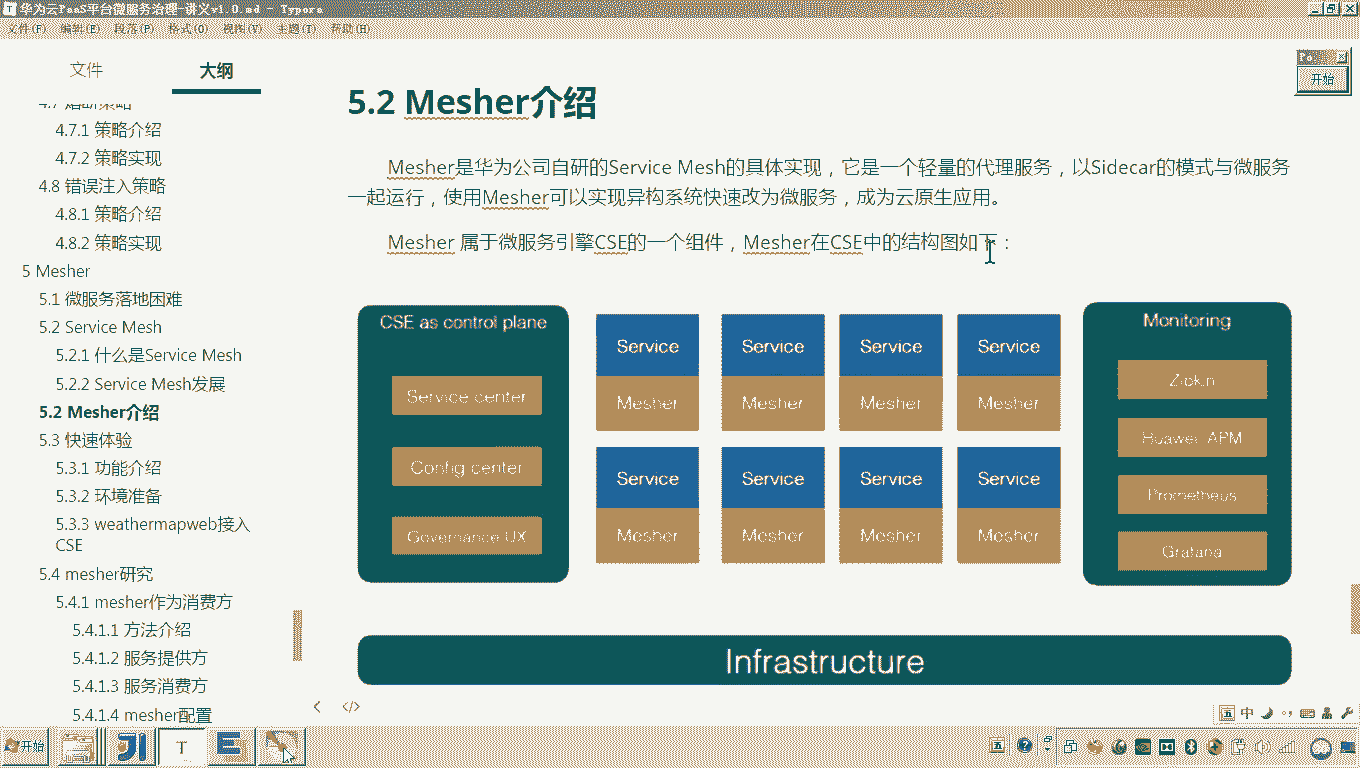 华为云PaaS平台微服务治理-讲义v1.0.md - Typora
文件(F) 编辑(E) 段落(P) 格式(O) 视图(V) 主题(T) 帮助(H)
文件 大纲
4.7.1 策略介绍
4.7.2 策略实现
4.8 错误注入策略
4.8.1 策略介绍
4.8.2 策略实现
5 Mesher
5.1 微服务落地困难
5.2 Service Mesh
5.2.1 什么是Service Mesh
5.2.2 Service Mesh发展
5.2 Mesher介绍
5.3 快速体验
5.3.1 功能介绍
5.3.2 环境准备
5.3.3 weathermapweb接入
CSE
5.4 mesher研究
5.4.1 mesher作为消费方
5.4.1.1 方法介绍
5.4.1.2 服务提供方
5.4.1.3 服务消费方
5.4.1.4 mesher配置
5.2 Mesher介绍
Mesher是华为公司自研的Service Mesh的具体实现，它是一个轻量的代理服务，以Sidecar的模式与微服务
一起运行，使用Mesher可以实现异构系统快速改为微服务，成为云原生应用。
Mesher 属于微服务引擎CSE的一个组件，Mesher在CSE中的结构图如下：
CSE as control plane
Service center
Config center
Governance UX
Service Service Service Service
Mesher Mesher Mesher Mesher
Service Service Service Service
Mesher Mesher Mesher Mesher
Monitoring
Zipkin
Huawei APM
Prometheus
Grafana
Infrastructure
开始
开始
中